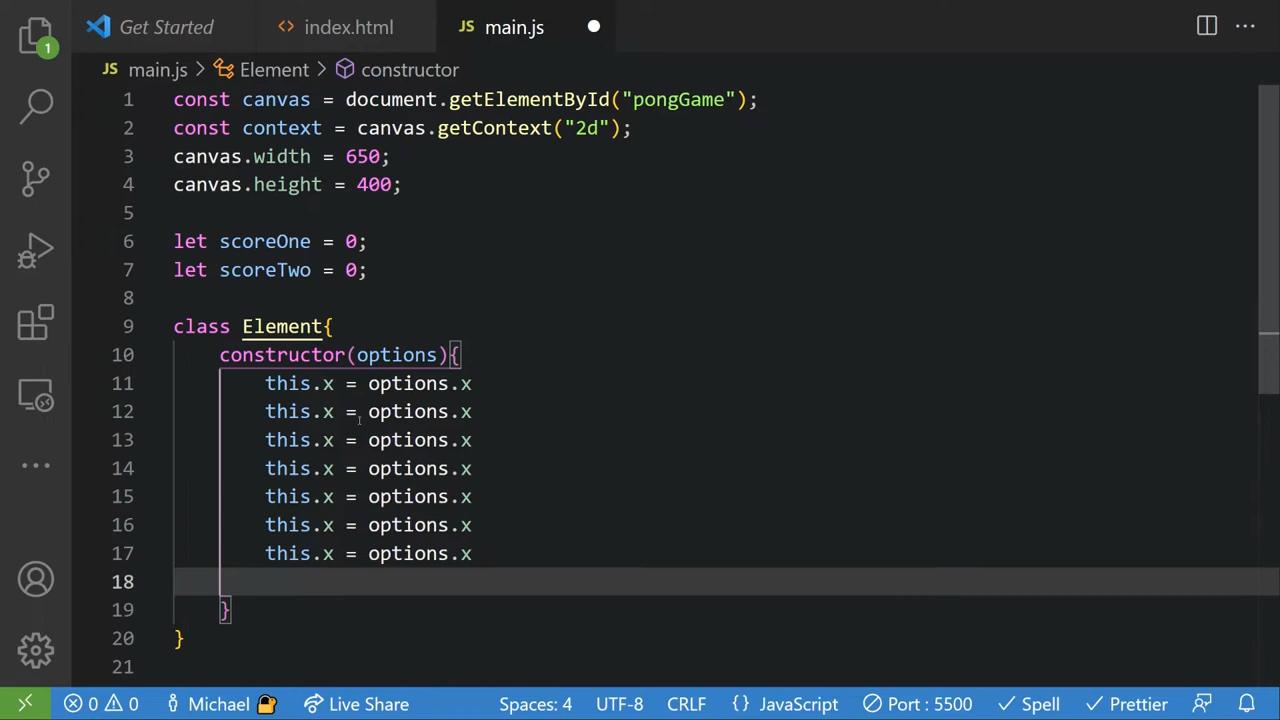 Get Started index.html JS main.js
JS main.js > Element > constructor
1 const canvas = document.getElementById("pongGame");
2 const context = canvas.getContext("2d");
3 canvas.width = 650;
4 canvas.height = 400;
5
6 let scoreOne = 0;
7 let scoreTwo = 0;
8
9 class Element{
10 constructor(options){
11 this.x = options.x
12 this.x = options.x
13 this.x = options.x
14 this.x = options.x
15 this.x = options.x
16 this.x = options.x
17 this.x = options.x
18
19 }
20 }
21
1
0 0 Michael Live Share Spaces: 4 UTF-8 CRLF {} JavaScript Port : 5500 Spell Prettier